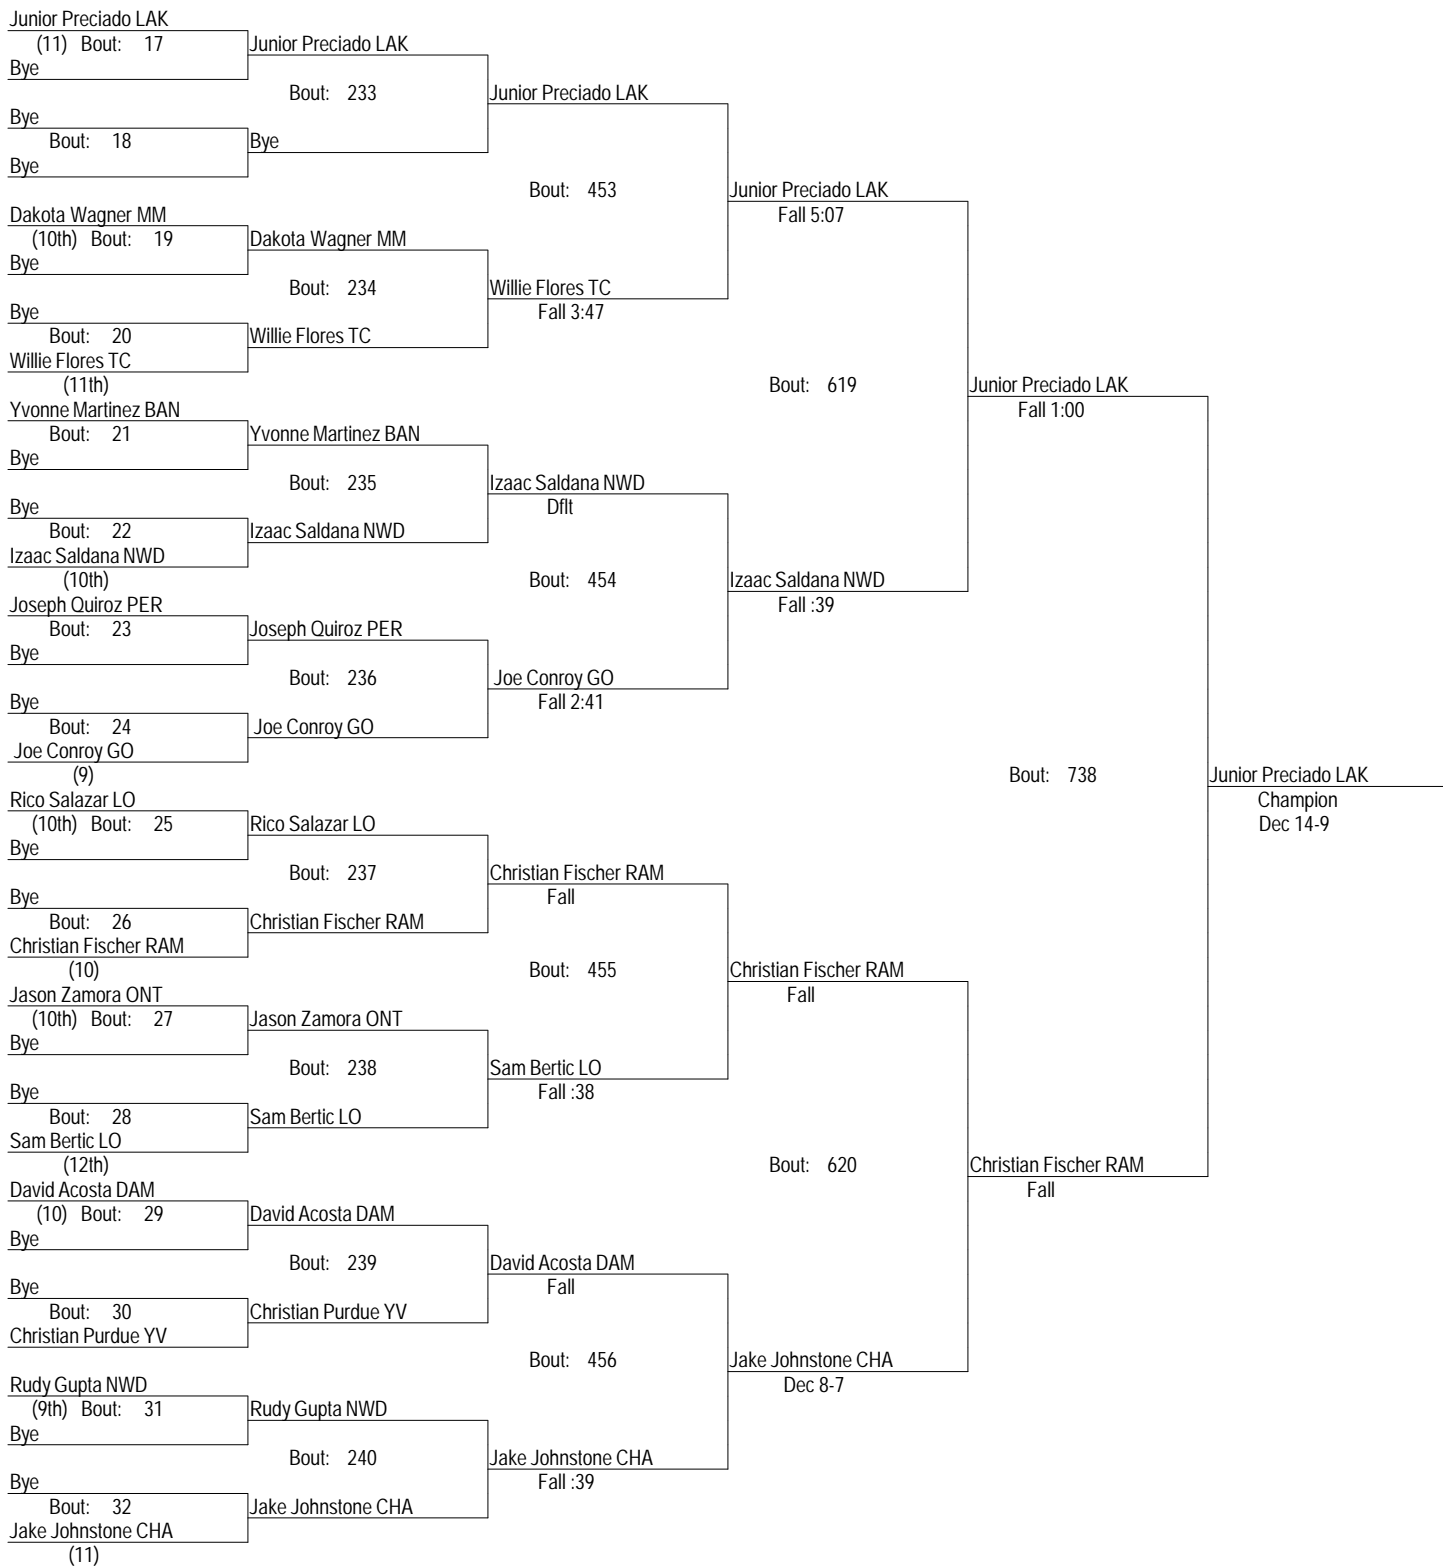 Junior Preciado LAK
(11) Bout: 17
Junior Preciado LAK
Bye
Bout: 233
Junior Preciado LAK
Bye
Bout: 18
Bye
Bye
Bout: 453
Junior Preciado LAK
Fall 5:07
Dakota Wagner MM
(10th) Bout: 19
Dakota Wagner MM
Bye
Bout: 234
Willie Flores TC
Fall 3:47
Bye
Bout: 20
Willie Flores TC
Willie Flores TC
(11th)
Bout: 619
Junior Preciado LAK
Fall 1:00
Yvonne Martinez BAN
Bout: 21
Yvonne Martinez BAN
Bye
Bout: 235
Izaac Saldana NWD
Dflt
Bye
Bout: 22
Izaac Saldana NWD
Izaac Saldana NWD
(10th)
Bout: 454
Izaac Saldana NWD
Fall :39
Joseph Quiroz PER
Bout: 23
Joseph Quiroz PER
Bye
Bout: 236
Joe Conroy GO
Fall 2:41
Bye
Bout: 24
Joe Conroy GO
Joe Conroy GO
(9)
Bout: 738
Junior Preciado LAK
Champion
Dec 14-9
Rico Salazar LO
(10th) Bout: 25
Rico Salazar LO
Bye
Bout: 237
Christian Fischer RAM
Fall
Bye
Bout: 26
Christian Fischer RAM
Christian Fischer RAM
(10)
Bout: 455
Christian Fischer RAM
Fall
Jason Zamora ONT
(10th) Bout: 27
Jason Zamora ONT
Bye
Bout: 238
Sam Bertic LO
Fall :38
Bye
Bout: 28
Sam Bertic LO
Sam Bertic LO
(12th)
Bout: 620
Christian Fischer RAM
Fall
David Acosta DAM
(10) Bout: 29
David Acosta DAM
Bye
Bout: 239
David Acosta DAM
Fall
Bye
Bout: 30
Christian Purdue YV
Christian Purdue YV
Bout: 456
Jake Johnstone CHA
Dec 8-7
Rudy Gupta NWD
(9th) Bout: 31
Rudy Gupta NWD
Bye
Bout: 240
Jake Johnstone CHA
Fall :39
Bye
Bout: 32
Jake Johnstone CHA
Jake Johnstone CHA
(11)